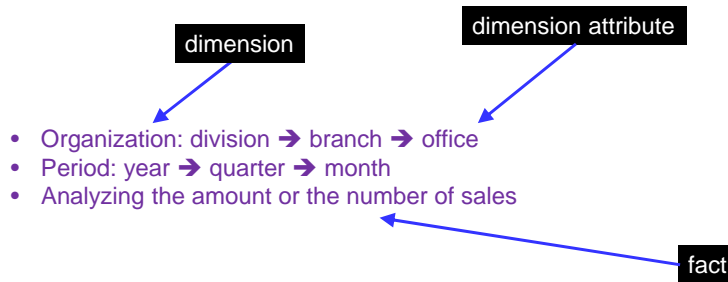 dimension attribute
dimension
• Organization: division ➔ branch ➔ office
• Period: year ➔ quarter ➔ month
• Analyzing the amount or the number of sales
fact